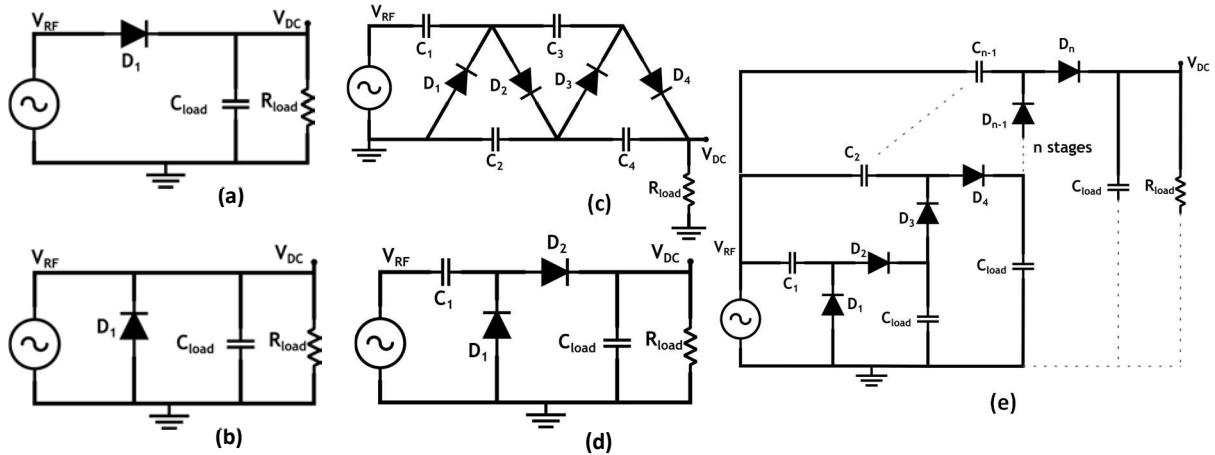 V_RF
D_1
V_DC
C_load
R_load
(a)
V_RF
D_1
V_DC
C_load
R_load
(b)
C_1
C_3
D_1
D_2
D_3
D_4
C_2
C_4
V_DC
R_load
(c)
V_RF
C_1
D_2
V_DC
D_1
C_load
R_load
(d)
C_n-1
D_n
V_DC
D_n-1
n stages
C_2
C_load
R_load
D_4
D_3
V_RF
D_2
C_1
C_load
D_1
C_load
(e)